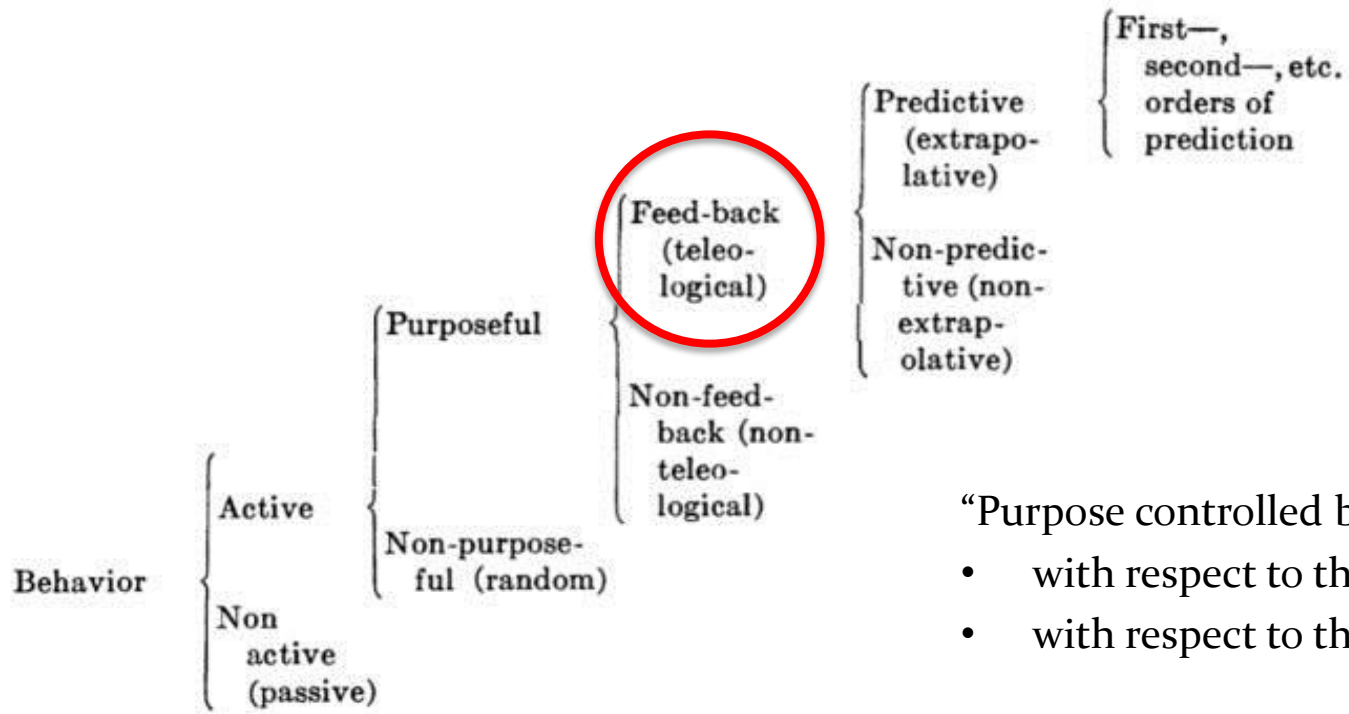 First—,
second—, etc.
orders of
prediction
Predictive
(extrapo-
lative)
Non-predic-
tive (non-
extrap-
olative)
Feed-back
(teleo-
logical)
Non-feed-
back (non-
teleo-
logical)
Purposeful
Non-purpose-
ful (random)
Active
Non
active
(passive)
Behavior
“Purpose controlled
• with respect to
• with respect to